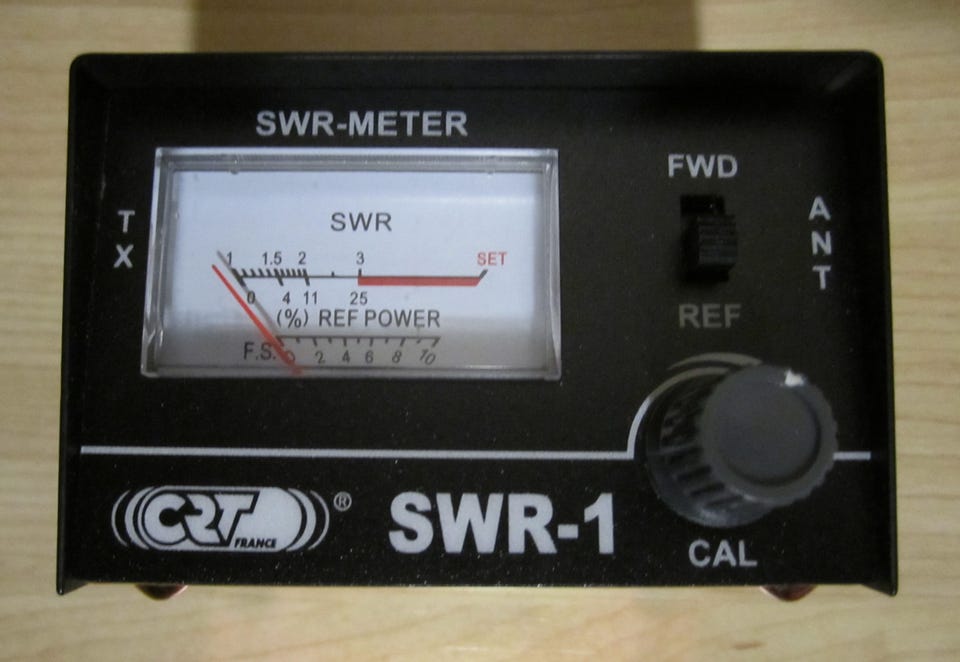 SWR-METER
FWD
TX
ANT
SWR
1 1.5 2 3 SET
0 4 11 25
(%) REF POWER
REF
F.S. 0 2 4 6 8 10
CRT ®
FRANCE
SWR-1
CAL